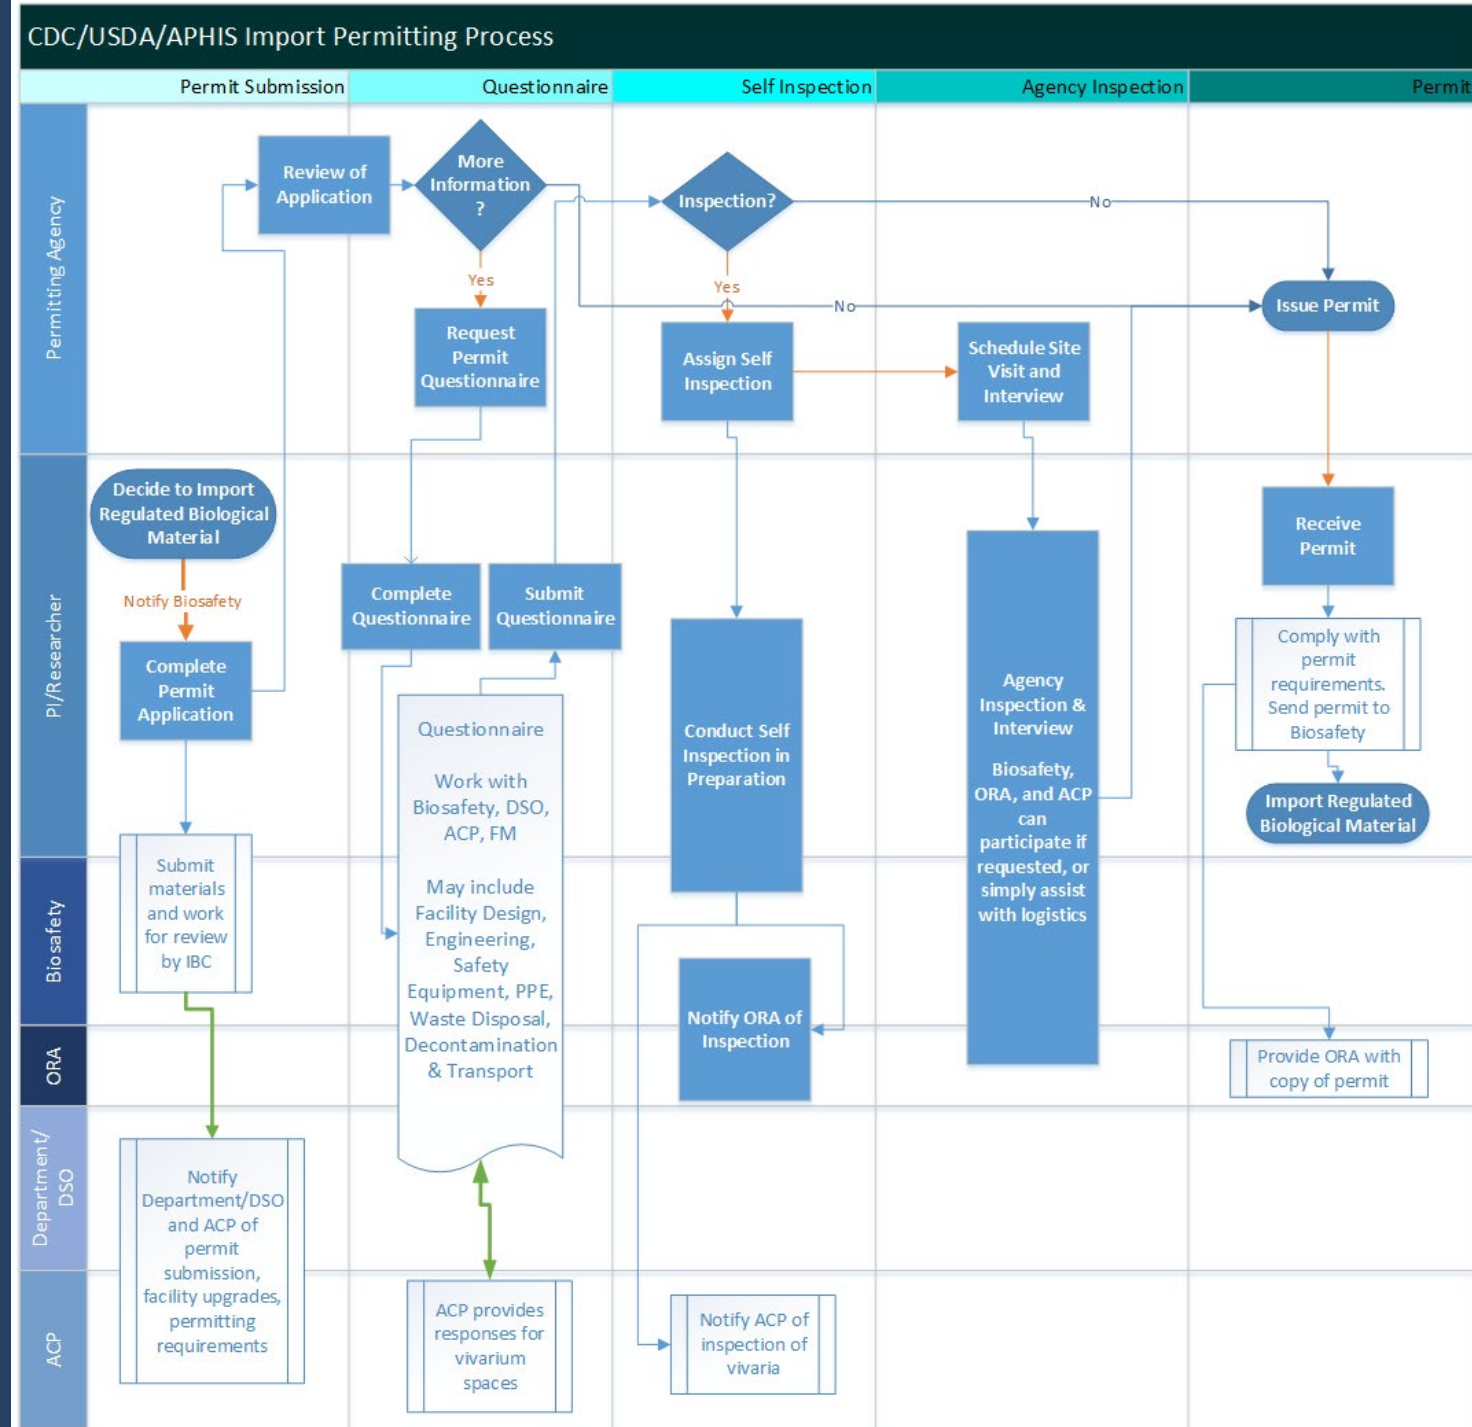 CDC/USDA/APHIS Import Permitting Process
Permit Submission
Questionnaire
Self Inspection
Agency Inspection
Permit
Permitting Agency
Review of
Application
More
Information
?
Inspection?
No
Yes
Yes
No
Issue Permit
Request
Permit
Questionnaire
Assign Self
Inspection
Schedule Site
Visit and
Interview
PI/Researcher
Decide to Import
Regulated Biological
Material
Notify Biosafety
Complete
Permit
Application
Submit
materials
and work
for review
by IBC
Complete
Questionnaire
Submit
Questionnaire
Questionnaire
Work with
Biosafety, DSO,
ACP, FM
May include
Facility Design,
Engineering,
Safety
Equipment, PPE,
Waste Disposal,
Decontamination
& Transport
Conduct Self
Inspection in
Preparation
Agency
Inspection &
Interview
Biosafety,
ORA, and ACP
can
participate if
requested, or
simply assist
with logistics
Receive
Permit
Comply with
permit
requirements.
Send permit to
Biosafety
Import Regulated
Biological Material
Biosafety
Notify ORA of
Inspection
ORA
Provide ORA with
copy of permit
Department/
DSO
Notify
Department/DSO
and ACP of
permit
submission,
facility upgrades,
permitting
requirements
ACP
ACP provides
responses for
vivarium
spaces
Notify ACP of
inspection of
vivaria